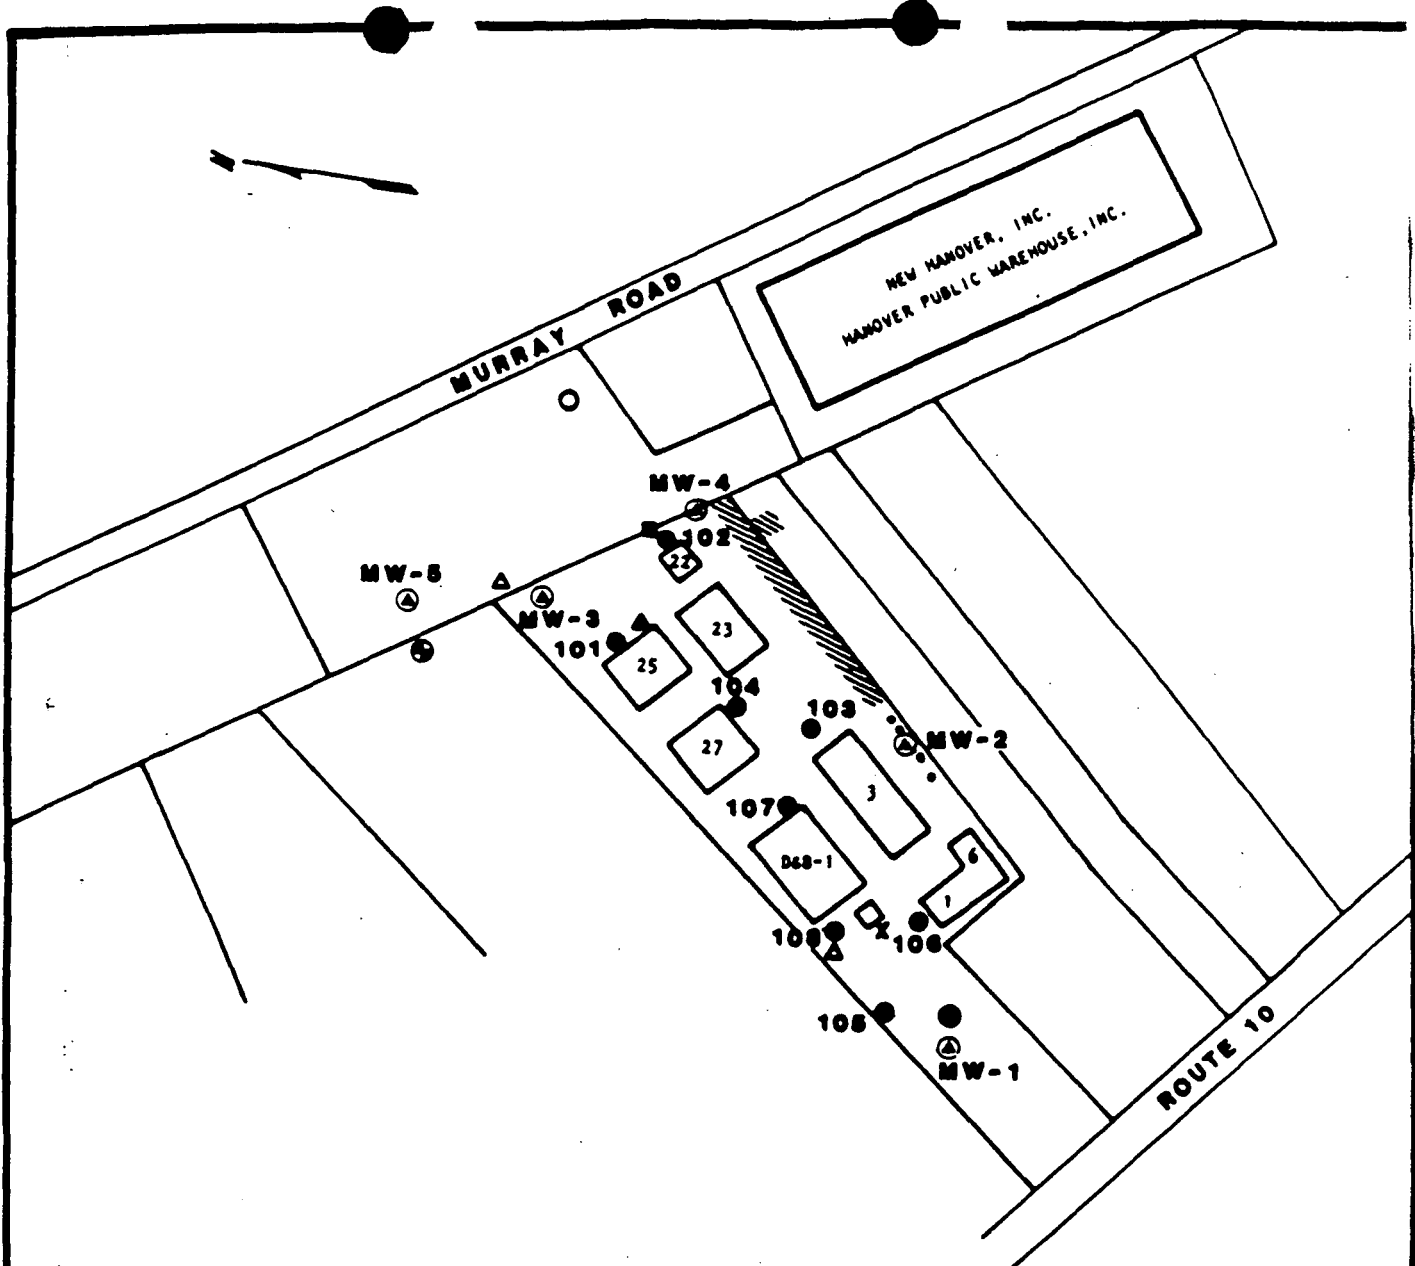 N
NEW HANOVER, INC.
HANOVER PUBLIC WAREHOUSE, INC.
MURRAY ROAD
MW-4
102
22
MW-5
MW-3
101
23
25
104
103
MW-2
27
3
107
D68-1
6
1
108
X
106
105
MW-1
ROUTE 10